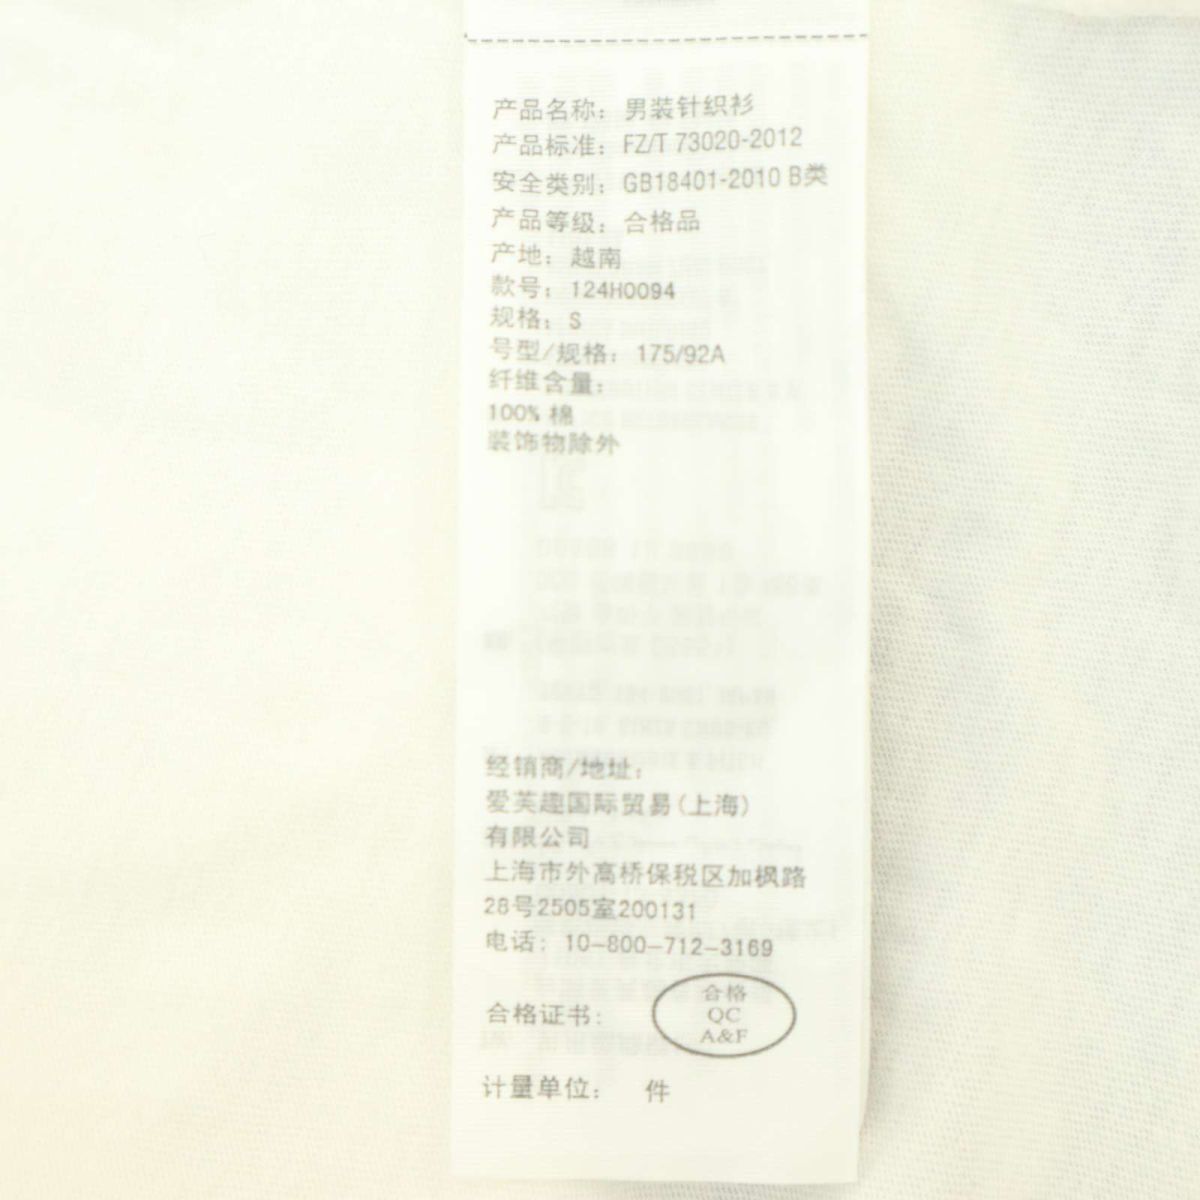 产品名称：男装针织衫
产品标准：FZ/T 73020-2012
安全类别：GB18401-2010 B类
产品等级：合格品
产地：越南
款号：124H0094
规格：S
号型/规格：175/92A
纤维含量：
100% 棉
装饰物除外
经销商/地址：
爱芙趣国际贸易(上海)
有限公司
上海市外高桥保税区加枫路
28号2505室200131
电话：10-800-712-3169
合格
QC
A&F
合格证书：
计量单位： 件